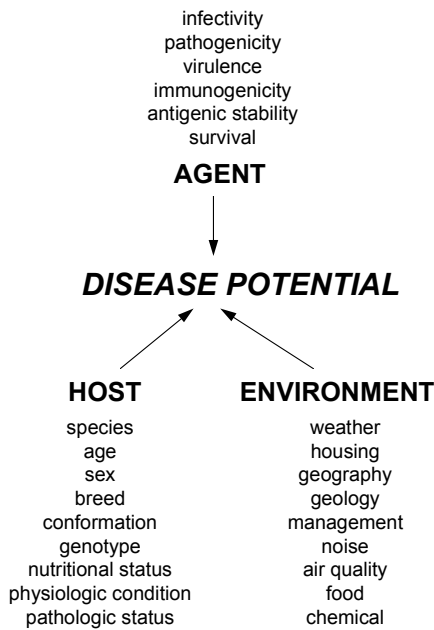 infectivity
pathogenicity
virulence
immunogenicity
antigenic stability
survival
AGENT
DISEASE POTENTIAL
HOST
species
age
sex
breed
conformation
genotype
nutritional status
physiologic condition
pathologic status
ENVIRONMENT
weather
housing
geography
geology
management
noise
air quality
food
chemical